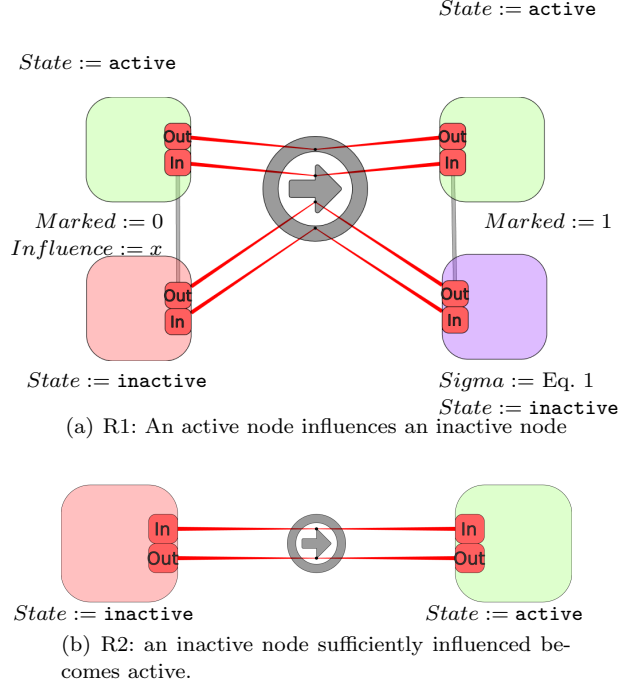 State := active
State := active
Out
Out
In
In
Marked := 0
Marked := 1
Influence := x
Out
Out
In
In
State := inactive
Sigma := Eq. 1
State := inactive
(a) R1: An active node influences an inactive node
In
In
Out
Out
State := inactive
State := active
(b) R2: an inactive node sufficiently influenced be-
comes active.